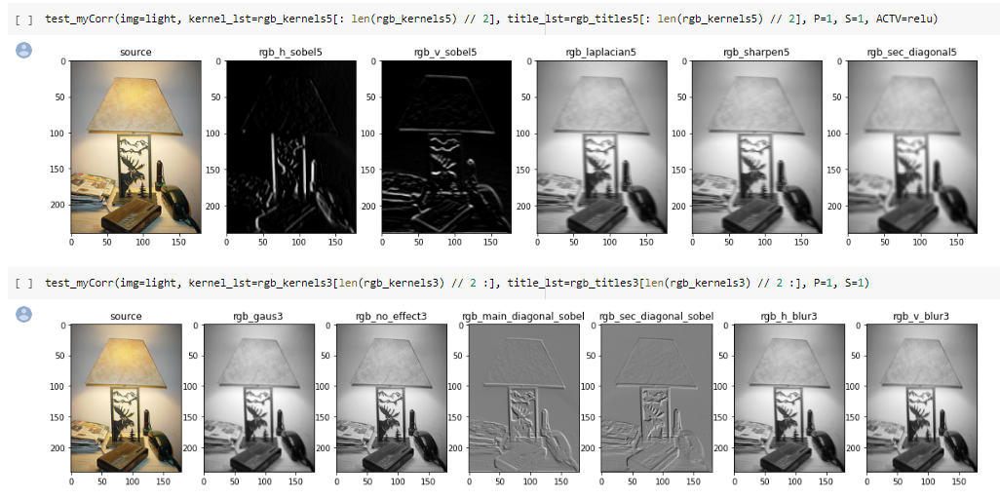 [ ] test_myCorr(img=light, kernel_lst=rgb_kernels5[: len(rgb_kernels5) // 2], title_lst=rgb_titles5[: len(rgb_kernels5) // 2], P=1, S=1, ACTV=relu)
source rgb_h_sobel5 rgb_v_sobel5 rgb_laplacian5 rgb_sharpen5 rgb_sec_diagonal5
0 0 0 0 0 0
50 50 50 50 50 50
100 100 100 100 100 100
150 150 150 150 150 150
200 200 200 200 200 200
0 50 100 150 0 50 100 150 0 50 100 150 0 50 100 150 0 50 100 150 0 50 100 150
[ ] test_myCorr(img=light, kernel_lst=rgb_kernels3[len(rgb_kernels3) // 2 :], title_lst=rgb_titles3[len(rgb_kernels3) // 2 :], P=1, S=1)
source rgb_gaus3 rgb_no_effect3 rgb_main_diagonal_sobel rgb_sec_diagonal_sobel rgb_h_blur3 rgb_v_blur3
0 0 0 0 0 0 0
50 50 50 50 50 50 50
100 100 100 100 100 100 100
150 150 150 150 150 150 150
200 200 200 200 200 200 200
0 50 100 150 0 50 100 150 0 50 100 150 0 50 100 150 0 50 100 150 0 50 100 150 0 50 100 150